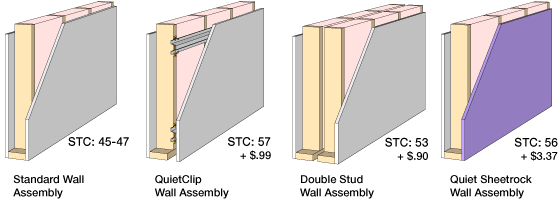 STC: 45-47
Standard Wall
Assembly
STC: 57
+ $.99
QuietClip
Wall Assembly
STC: 53
+ $.90
Double Stud
Wall Assembly
STC: 56
+ $3.37
Quiet Sheetrock
Wall Assembly